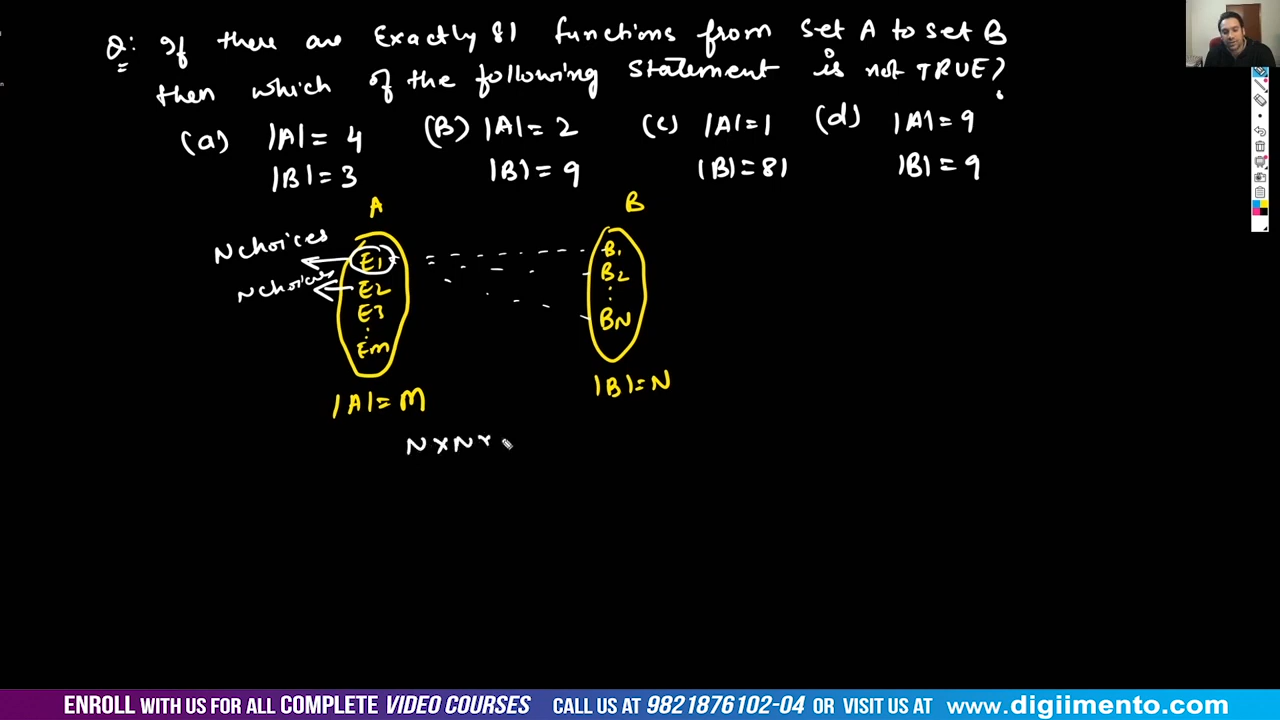 Q: If there are Exactly 81 functions from set A to set B
then which of the following statement is not TRUE?
(a) |A| = 4 (B) |A| = 2 (c) |A| = 1 (d) |A| = 9
|B| = 3 |B| = 9 |B| = 81 |B| = 9
A B
N choices E1 B1
N choices E2 B2
E3 :
: BN
Em
|A| = M |B| = N
N x N x
ENROLL WITH US FOR ALL COMPLETE VIDEO COURSES CALL US AT 9821876102-04 OR VISIT US AT www.digiimento.com